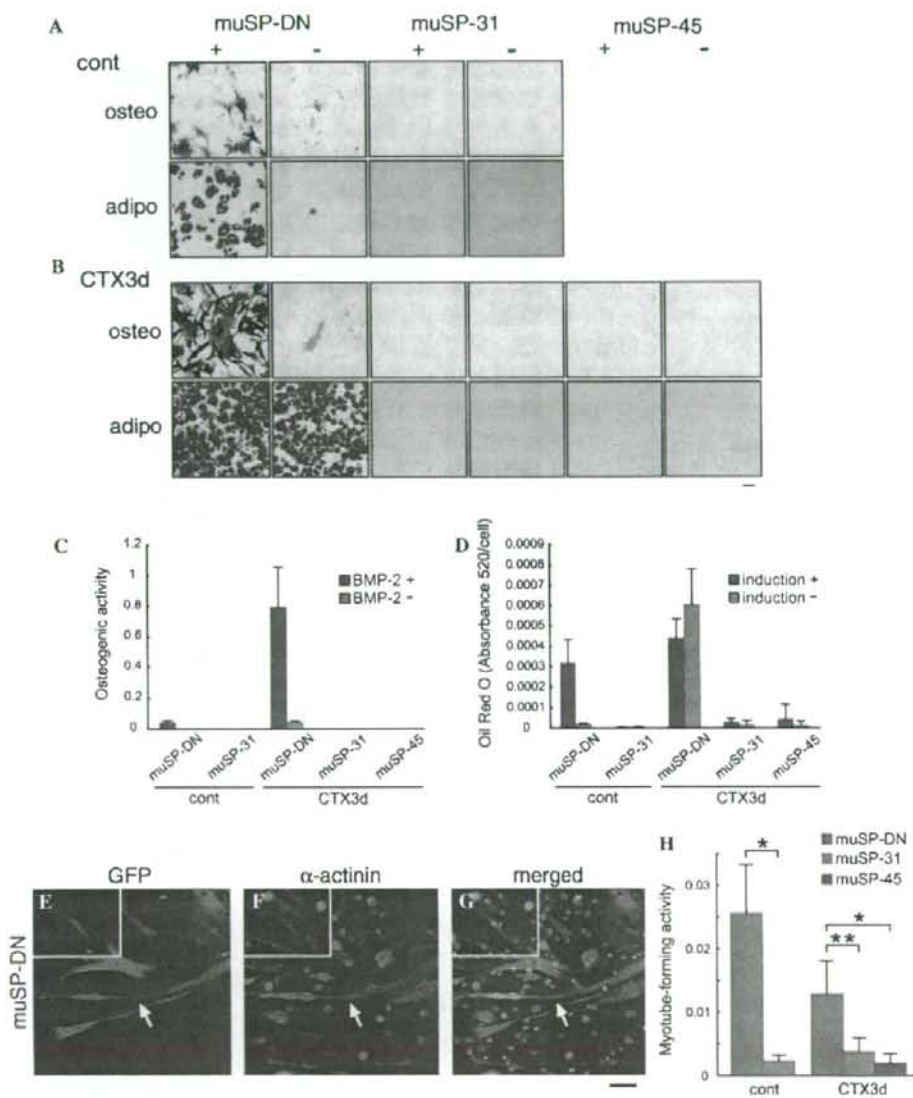 A
muSP-DN muSP-31 muSP-45
+ - + - + -
cont
osteo
adipo
B
CTX3d
osteo
adipo
C
Osteogenic activity
1.2
1
0.8
0.6
0.4
0.2
0
BMP-2 +
BMP-2 −
muSP-DN muSP-31 muSP-DN muSP-31 muSP-45
cont CTX3d
D
Oil Red O (Absorbance 520/cell)
0.0009
0.0008
0.0007
0.0006
0.0005
0.0004
0.0003
0.0002
0.0001
0
induction +
induction −
muSP-DN muSP-31 muSP-DN muSP-31 muSP-45
cont CTX3d
muSP-DN
GFP α-actinin merged
E F G
H
muSP-DN
muSP-31
muSP-45
Myotube-forming activity
0.03
0.02
0.01
0
* ** *
cont CTX3d